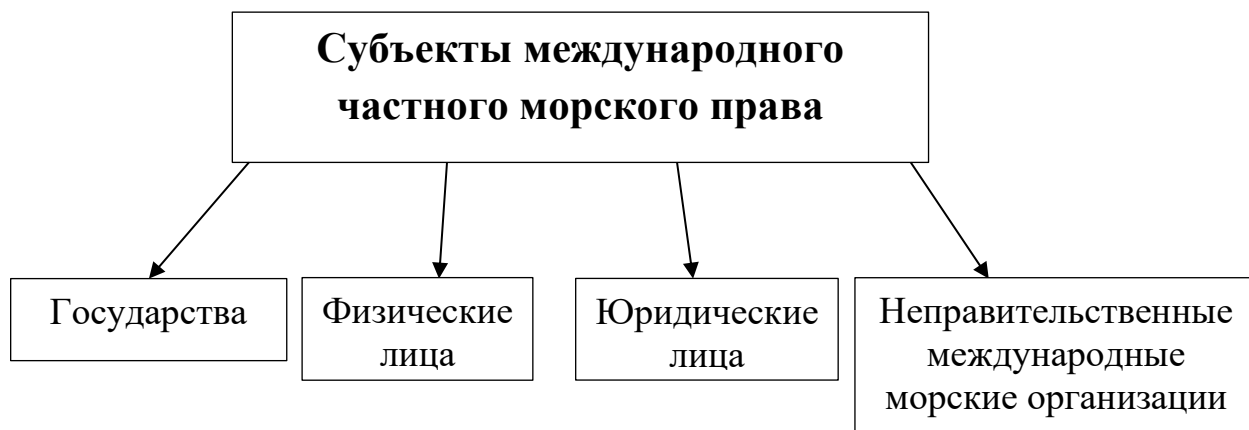 Субъекты международного
частного морского права
Государства
Физические
лица
Юридические
лица
Неправительственные
международные
морские организации